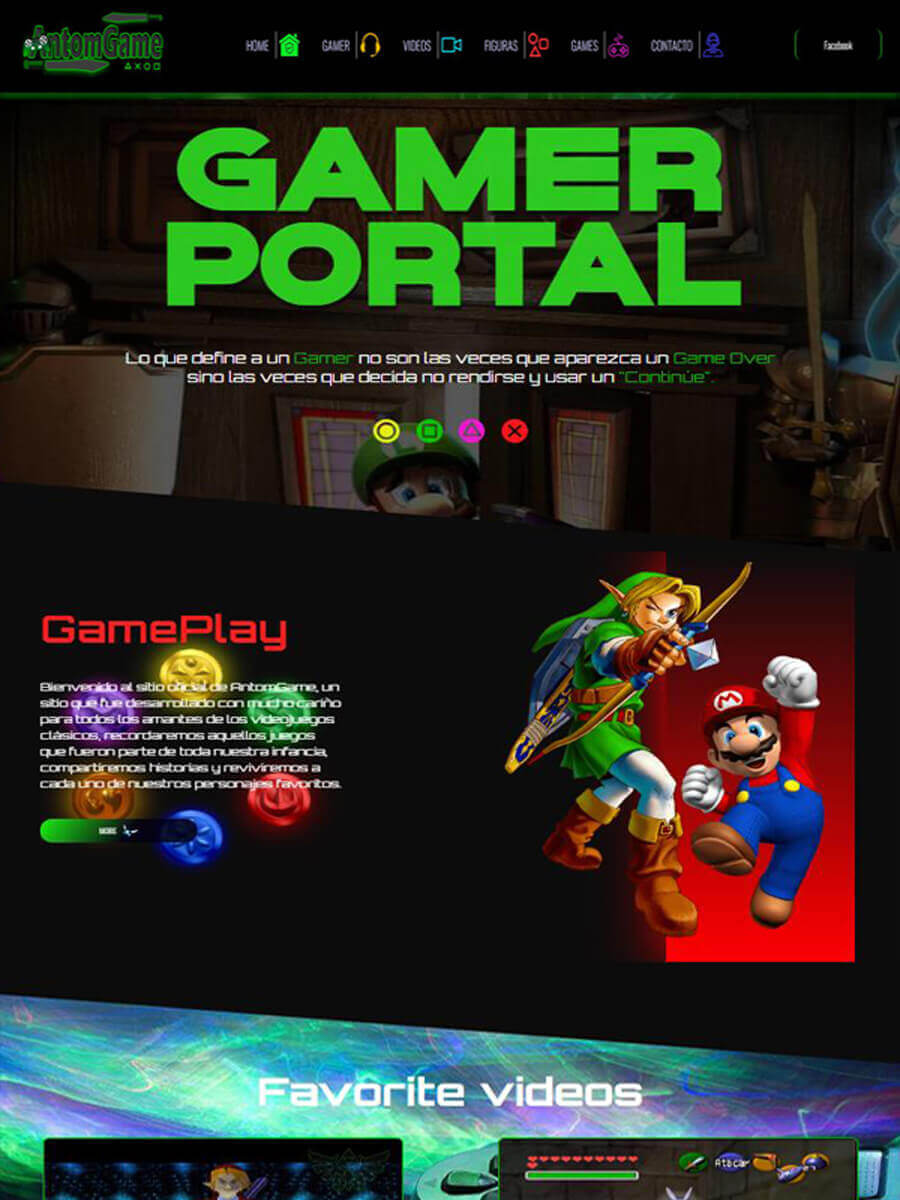 AntomGame
HOME
GAMER
VIDEOS
FIGURAS
GAMES
CONTACTO
Facebook
GAMER
PORTAL
Lo que define a un Gamer no son las veces que aparezca un Game Over
sino las veces que decida no rendirse y usar un "Continúe".
GamePlay
Bienvenido al sitio oficial de AntomGame, un
sitio que fue desarrollado con mucho cariño
para todos los amantes de los videojuegos
clásicos, recordaremos aquellos juegos
que fueron parte de toda nuestra infancia,
compartiremos historias y reviviremos a
cada uno de nuestros personajes favoritos.
M
Favorite videos
Atacar